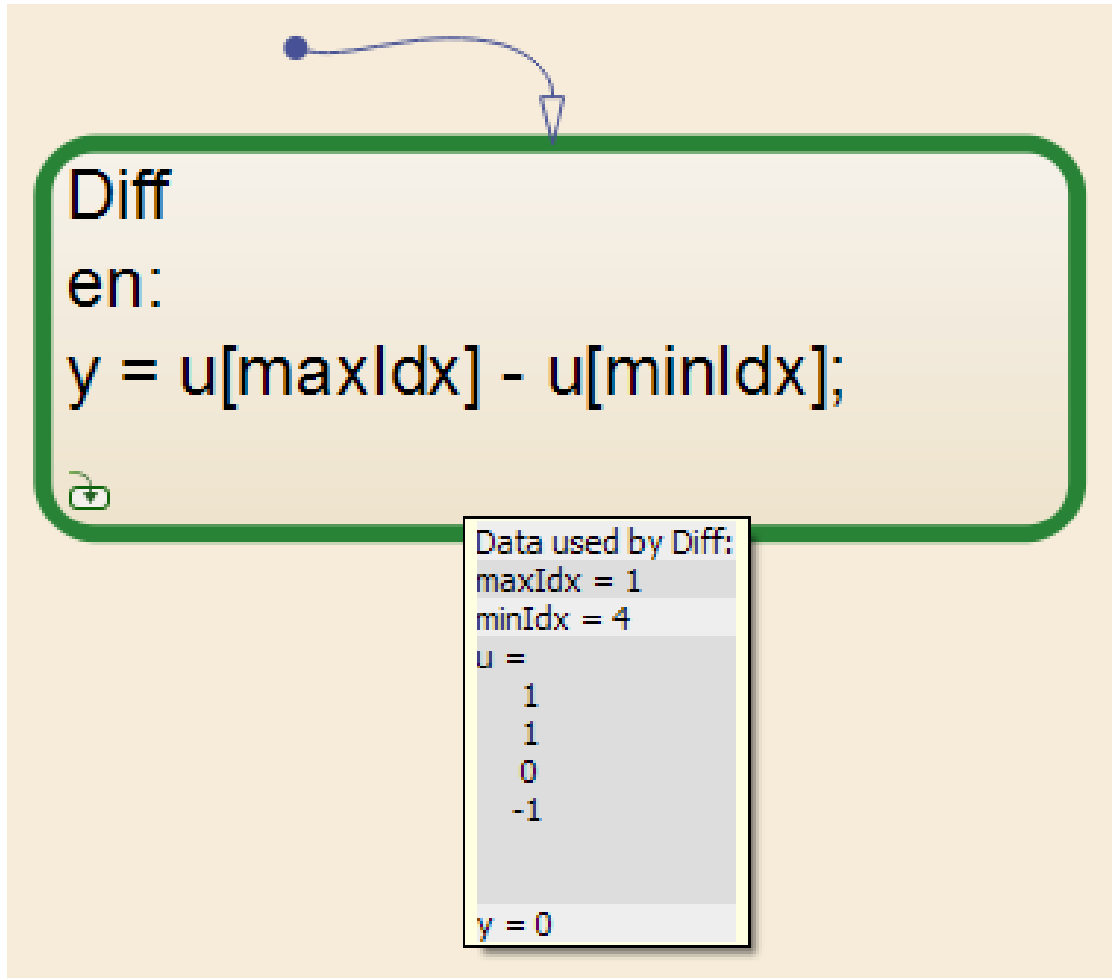 Diff
en:
y = u[maxIdx] - u[minIdx];
Data used by Diff:
maxIdx = 1
minIdx = 4
u =
1
1
0
-1
y = 0